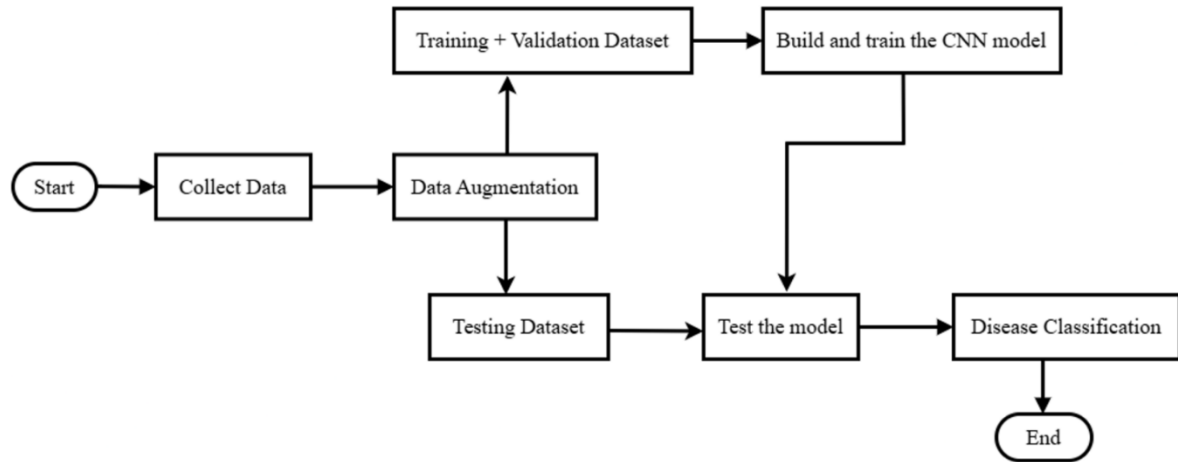 Training + Validation Dataset
Build and train the CNN model
Start
Collect Data
Data Augmentation
Testing Dataset
Test the model
Disease Classification
End